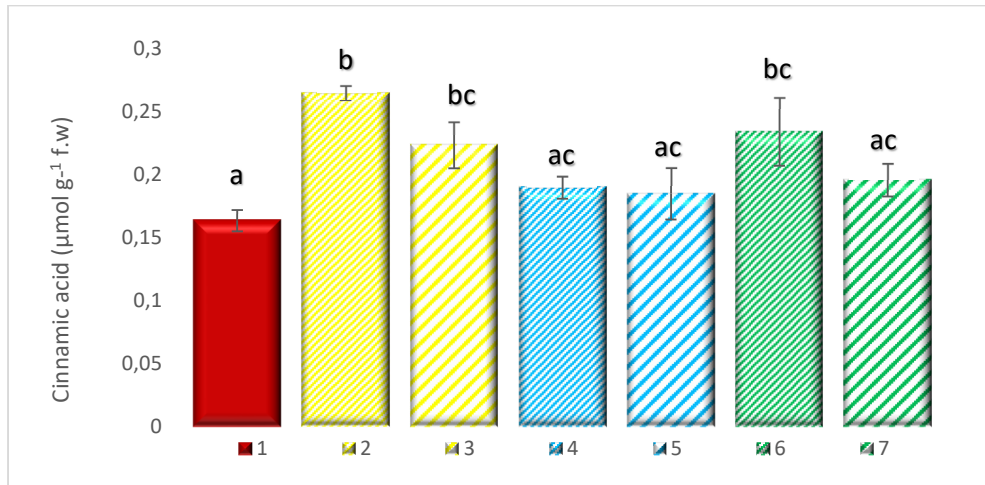 Cinnamic acid (µmol g⁻¹ f.w)
0,3
0,25
0,2
0,15
0,1
0,05
0
a
b
bc
ac
ac
bc
ac
1 2 3 4 5 6 7